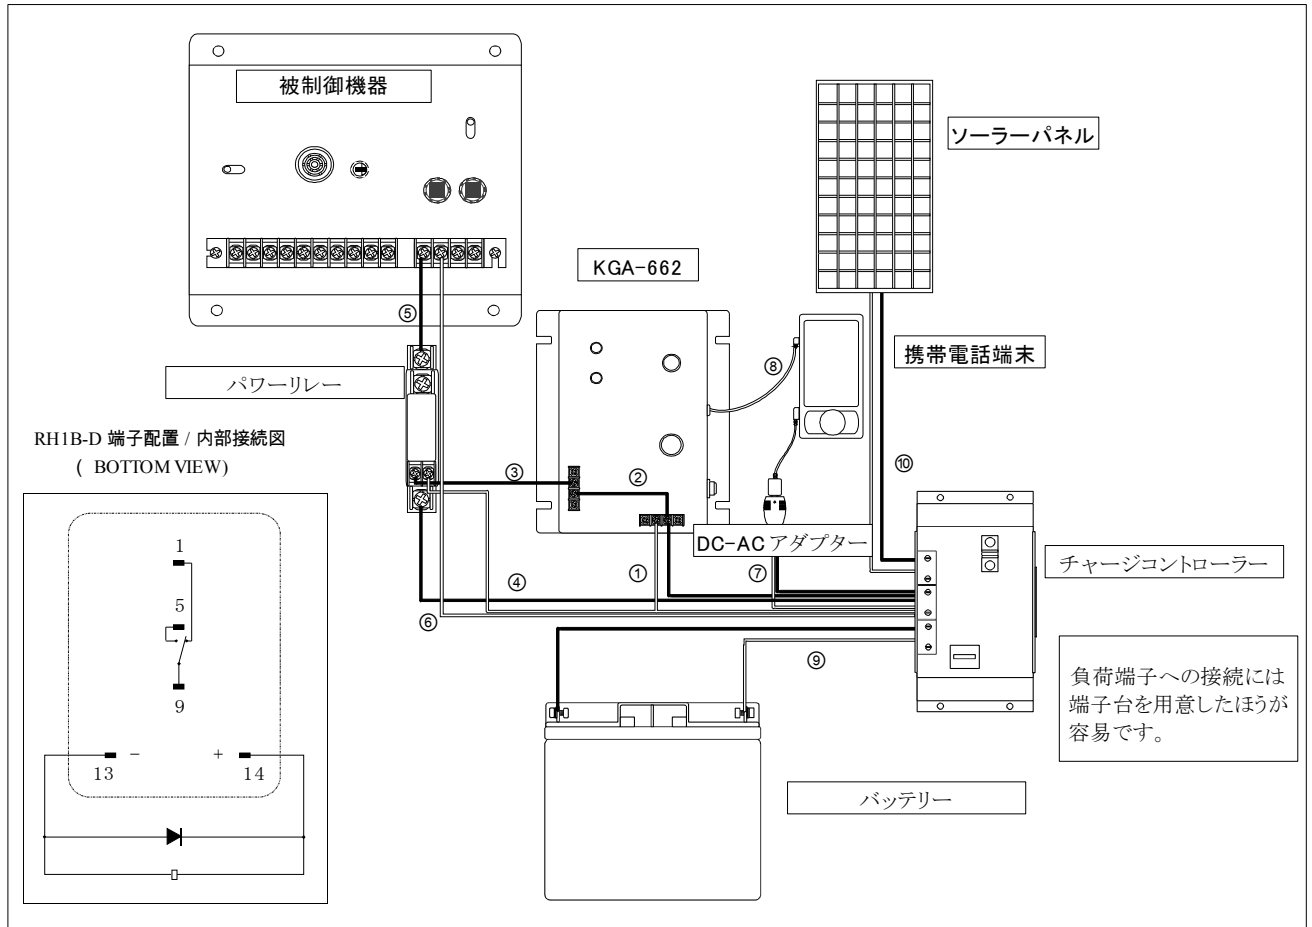 被制御機器
ソーラーパネル
KGA-662
⑤
携帯電話端末
⑧
パワーリレー
RH1B-D 端子配置 / 内部接続図
( BOTTOM VIEW)
③
②
⑩
DC-ACアダプター
チャージコントローラー
④
①
⑦
⑥
⑨
負荷端子への接続には
端子台を用意したほうが
容易です。
バッテリー
1
5
9
− +
13 14